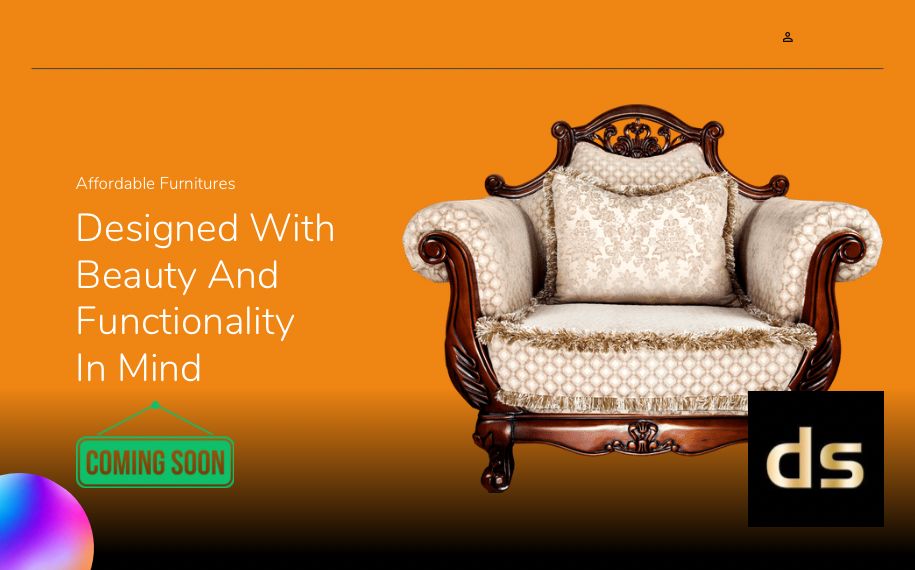 Affordable Furnitures
Designed With
Beauty And
Functionality
In Mind
COMING SOON
ds